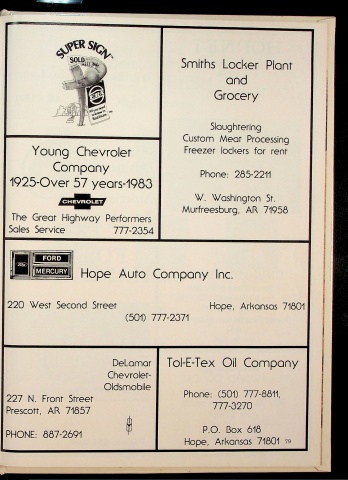 SUPER SIGN
SOLD
ERA
Young Chevrolet
Company
1925-Over 57 years-1983
CHEVROLET
The Great Highway Performers
Sales Service 777-2354
Smiths Locker Plant
and
Grocery
Slaughtering
Custom Meat Processing
Freezer lockers for rent
Phone: 285-2211
W. Washington St.
Murfreesburg, AR 71958
FORD
MERCURY
Hope Auto Company Inc.
220 West Second Street Hope, Arkansas 71801
(501) 777-2371
DeLamar
Chevrolet-
Oldsmobile
227 N. Front Street
Prescott, AR 71857
PHONE: 887-2691
Tol-E-Tex Oil Company
Phone: (501) 777-8811,
777-3270
P.O. Box 618
Hope, Arkansas 71801